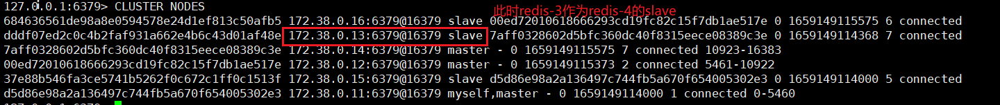 127.0.0.1:6379> CLUSTER NODES
此时redis-3作为redis-4的slave
684636561de98a8e0594578e24d1ef813c50afb5 172.38.0.16:6379@16379 slave 00ed72010618666293cd19fc82c15f7db1ae517e 0 1659149115575 6 connected
dddf07ed2c0c4b2faf931a662e4b6c43d01af48e 172.38.0.13:6379@16379 slave 7aff0328602d5bfc360dc40f8315eece08389c3e 0 1659149114368 7 connected
7aff0328602d5bfc360dc40f8315eece08389c3e 172.38.0.14:6379@16379 master - 0 1659149115575 7 connected 10923-16383
00ed72010618666293cd19fc82c15f7db1ae517e 172.38.0.12:6379@16379 master - 0 1659149115373 2 connected 5461-10922
37e88b546fa3ce5741b5262f0c672c1ff0c1513f 172.38.0.15:6379@16379 slave d5d86e98a2a136497c744fb5a670f654005302e3 0 1659149114000 5 connected
d5d86e98a2a136497c744fb5a670f654005302e3 172.38.0.11:6379@16379 myself,master - 0 1659149114000 1 connected 0-5460
127.0.0.1:6379>